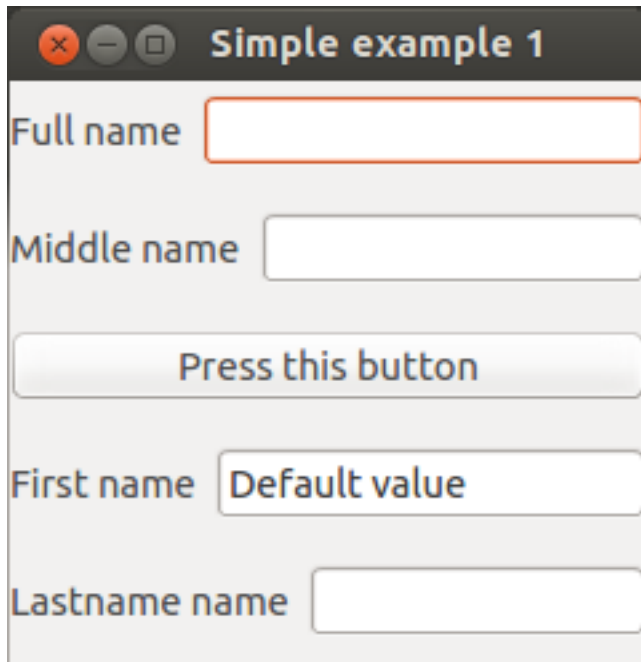 Simple example 1
Full name
Middle name
Press this button
First name Default value
Lastname name